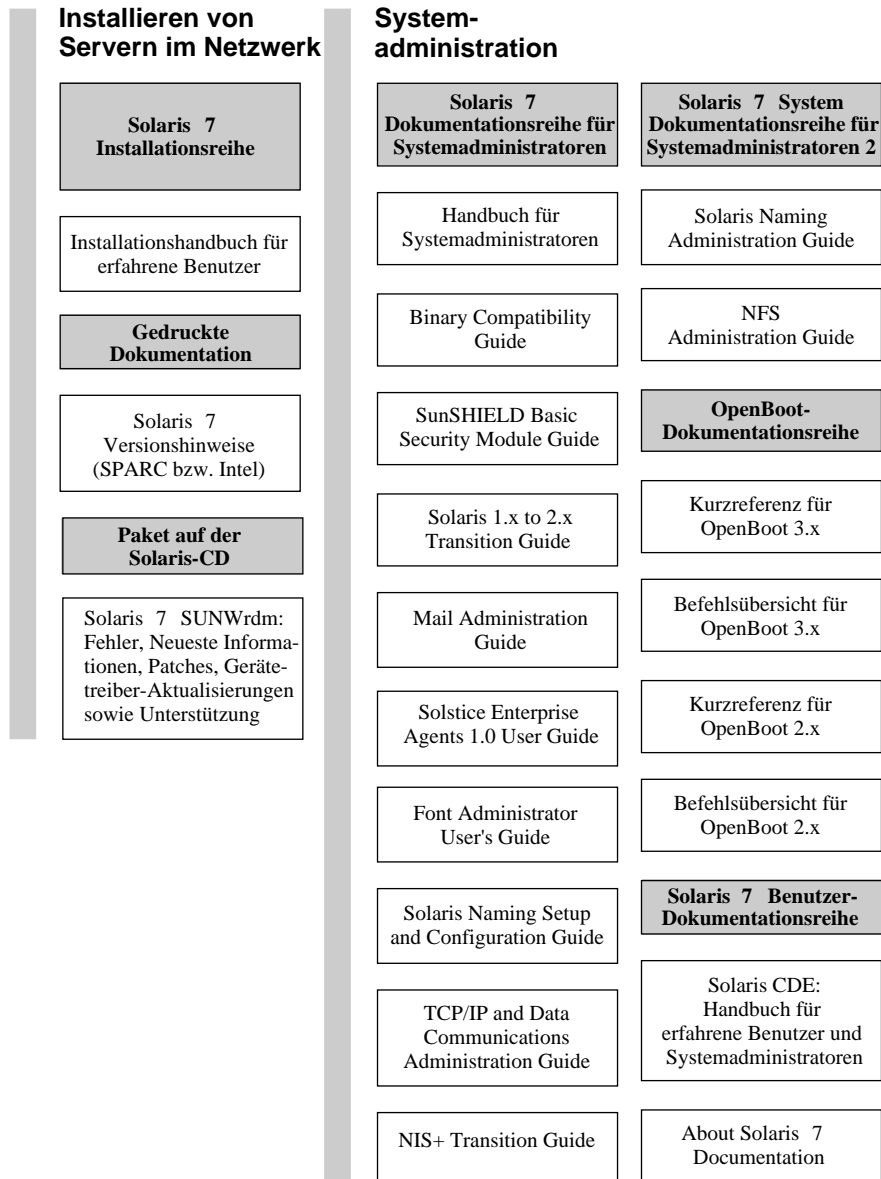 Installieren von
Servern im Netzwerk
Solaris 7
Installationsreihe
Installationshandbuch für
erfahrene Benutzer
Gedruckte
Dokumentation
Solaris 7
Versionshinweise
(SPARC bzw. Intel)
Paket auf der
Solaris-CD
Solaris 7 SUNWrdm:
Fehler, Neueste Informa-
tionen, Patches, Geräte-
treiber-Aktualisierungen
sowie Unterstützung
System-
administration
Solaris 7
Dokumentationsreihe für
Systemadministratoren
Handbuch für
Systemadministratoren
Binary Compatibility
Guide
SunSHIELD Basic
Security Module Guide
Solaris 1.x to 2.x
Transition Guide
Mail Administration
Guide
Solstice Enterprise
Agents 1.0 User Guide
Font Administrator
User's Guide
Solaris Naming Setup
and Configuration Guide
TCP/IP and Data
Communications
Administration Guide
NIS+ Transition Guide
Solaris 7 System
Dokumentationsreihe für
Systemadministratoren 2
Solaris Naming
Administration Guide
NFS
Administration Guide
OpenBoot-
Dokumentationsreihe
Kurzreferenz für
OpenBoot 3.x
Befehlsübersicht für
OpenBoot 3.x
Kurzreferenz für
OpenBoot 2.x
Befehlsübersicht für
OpenBoot 2.x
Solaris 7 Benutzer-
Dokumentationsreihe
Solaris CDE:
Handbuch für
erfahrene Benutzer und
Systemadministratoren
About Solaris 7
Documentation